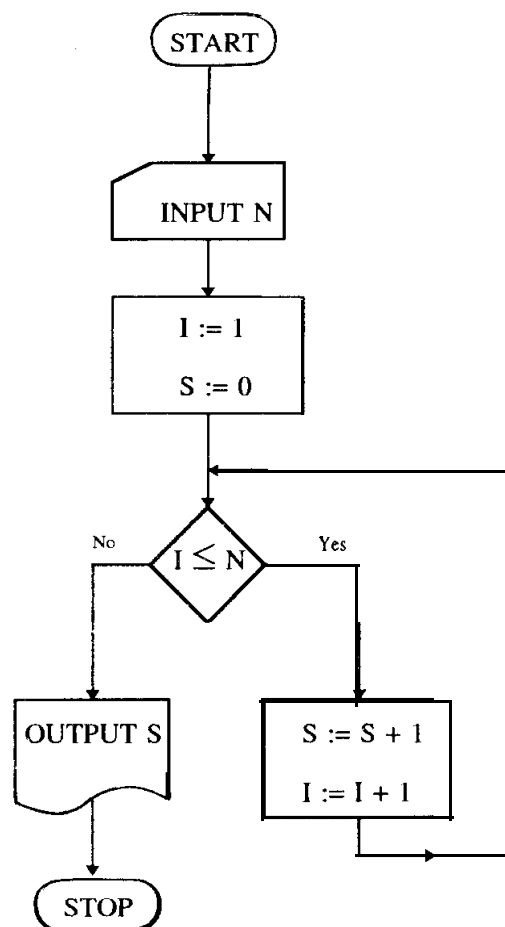 START
INPUT N
I := 1
S := 0
I ≤ N
No
Yes
OUTPUT S
S := S + 1
I := I + 1
STOP